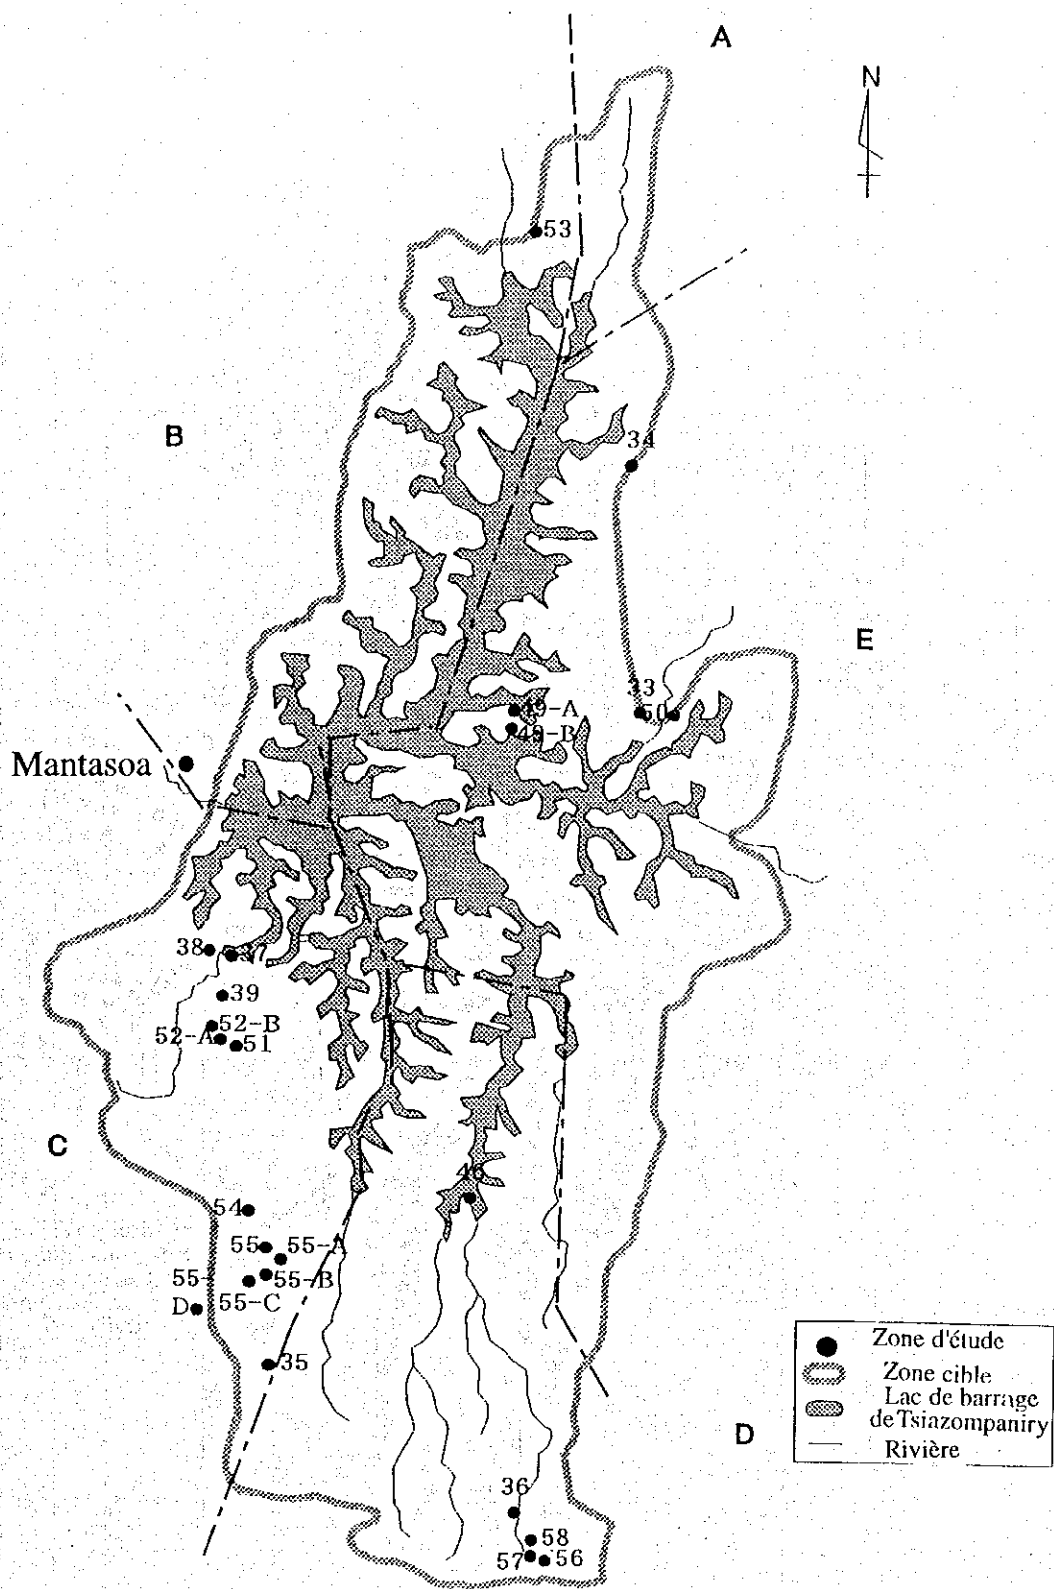 A
N
53
B
34
E
33
50
49-A
49-B
Mantasoa
38
37
39
52-B
52-A
51
C
46
54
55
55-A
55-
D
55-B
55-C
35
Zone d'étude
Zone cible
Lac de barrage
de Tsiazompaniry
Rivière
D
36
58
57
56